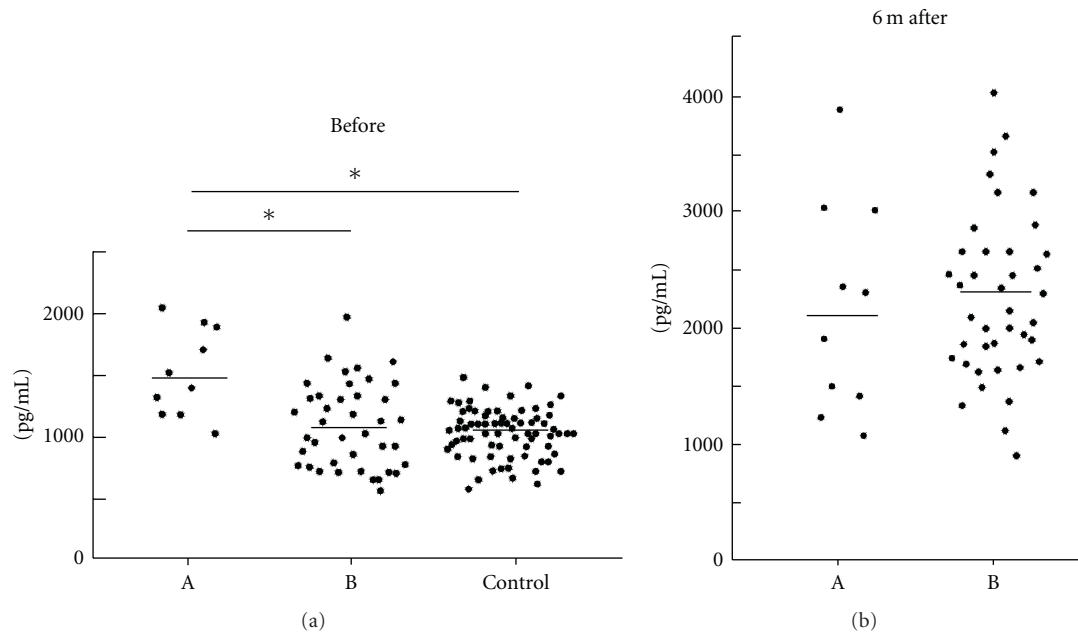 Before
*
*
(pg/mL)
2000
1000
0
A B Control
(a)
6 m after
(pg/mL)
4000
3000
2000
1000
0
A B
(b)